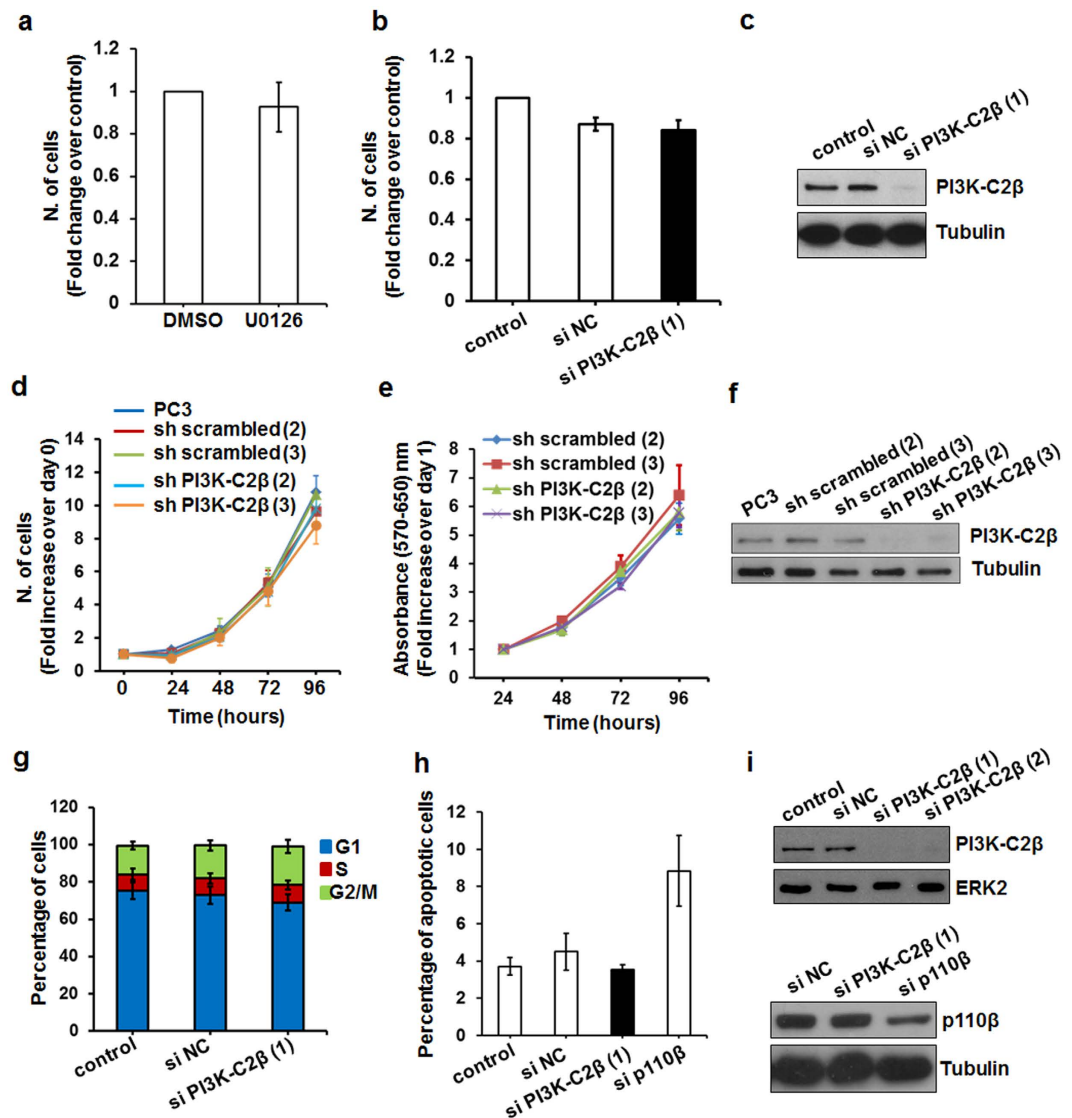 a
N. of cells
(Fold change over control)
1.2
1
0.8
0.6
0.4
0.2
0
DMSO U0126
b
N. of cells
(Fold change over control)
1.2
1
0.8
0.6
0.4
0.2
0
control
si NC
si PI3K-C2β (1)
c
control
si NC
si PI3K-C2β (1)
PI3K-C2β
Tubulin
d
PC3
sh scrambled (2)
sh scrambled (3)
sh PI3K-C2β (2)
sh PI3K-C2β (3)
N. of cells
(Fold increase over day 0)
14
12
10
8
6
4
2
0
0 24 48 72 96
Time (hours)
e
sh scrambled (2)
sh scrambled (3)
sh PI3K-C2β (2)
sh PI3K-C2β (3)
Absorbance (570-650) nm
(Fold increase over day 1)
8
7
6
5
4
3
2
1
0
24 48 72 96
Time (hours)
f
PC3
sh scrambled (2)
sh scrambled (3)
sh PI3K-C2β (2)
sh PI3K-C2β (3)
PI3K-C2β
Tubulin
g
Percentage of cells
120
100
80
60
40
20
0
G1
S
G2/M
control
si NC
si PI3K-C2β (1)
h
Percentage of apoptotic cells
12
10
8
6
4
2
0
control
si NC
si PI3K-C2β (1)
si p110β
i
control
si NC
si PI3K-C2β (1)
si PI3K-C2β (2)
PI3K-C2β
ERK2
si NC
si PI3K-C2β (1)
si p110β
p110β
Tubulin